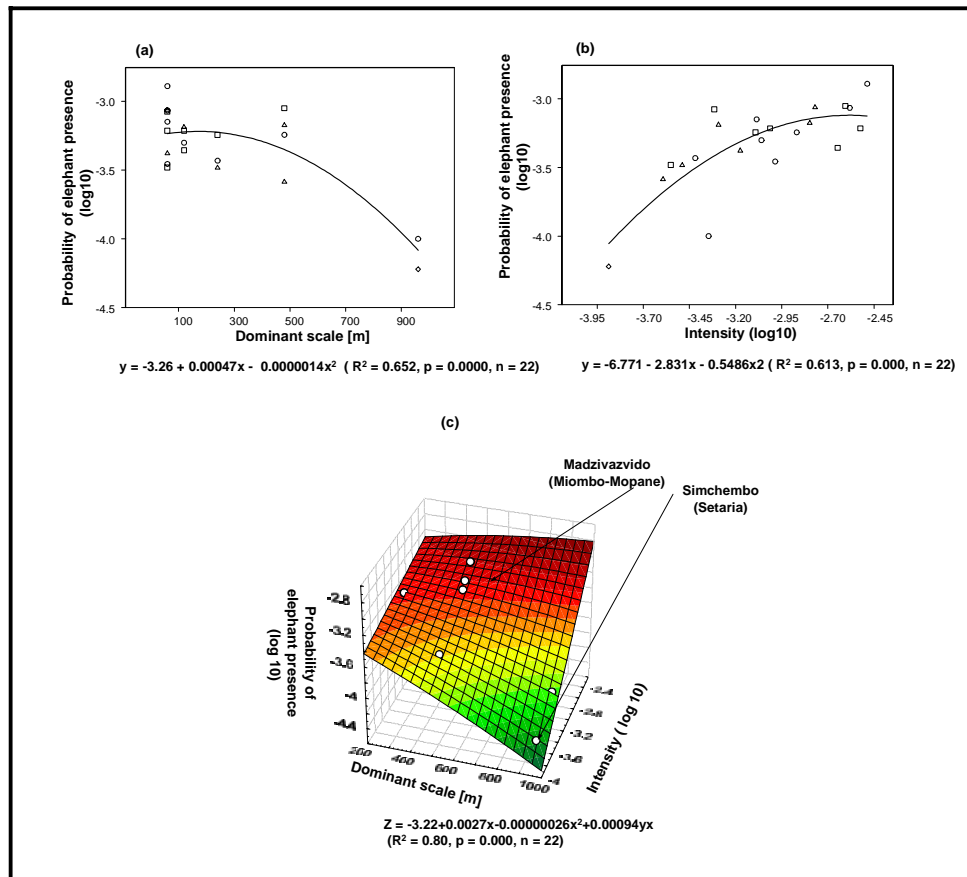 (a)
Probability of elephant presence
(log10)
-3.0
-3.5
-4.0
-4.5
100
300
500
700
900
Dominant scale [m]
y = -3.26 + 0.00047x - 0.0000014x² ( R² = 0.652, p = 0.0000, n = 22)
(b)
Probability of elephant presence
(log10)
-3.0
-3.5
-4.0
-4.5
-3.95
-3.70
-3.45
-3.20
-2.95
-2.70
-2.45
Intensity (log10)
y = -6.771 - 2.831x - 0.5486x2 ( R² = 0.613, p = 0.000, n = 22)
(c)
Madzivazvido
(Miombo-Mopane)
Simchembo
(Setaria)
Probability of
elephant presence
(log 10)
-2.8
-3.2
-3.6
-4
-4.4
200
400
600
800
1000
Dominant scale [m]
-2.4
-2.8
-3.2
-3.6
-4
Intensity ( log 10)
Z = -3.22+0.0027x-0.00000026x²+0.00094yx
(R² = 0.80, p = 0.000, n = 22)